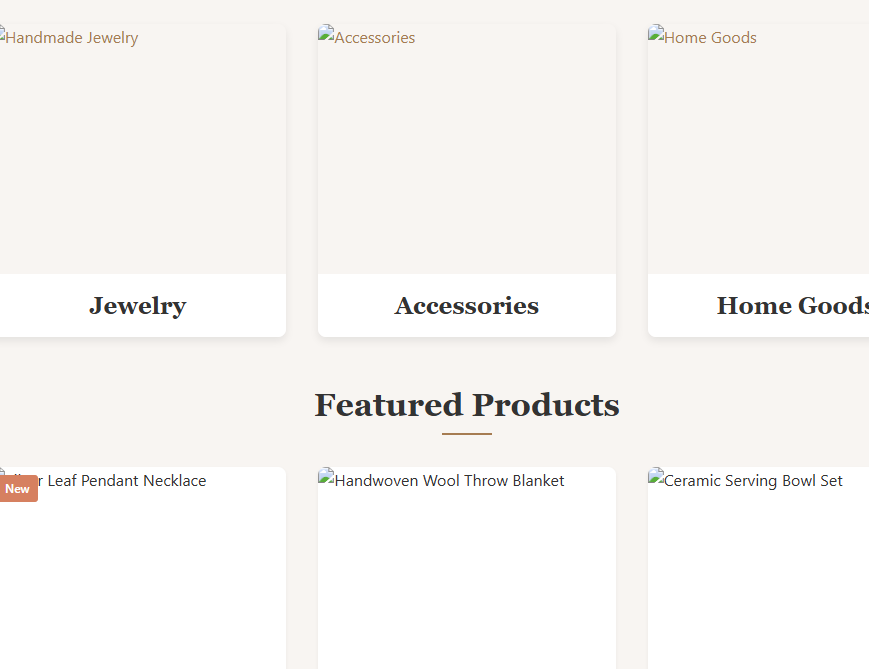 Handmade Jewelry
Accessories
Home Goods
Jewelry
Accessories
Home Goods
Featured Products
New
Leaf Pendant Necklace
Handwoven Wool Throw Blanket
Ceramic Serving Bowl Set